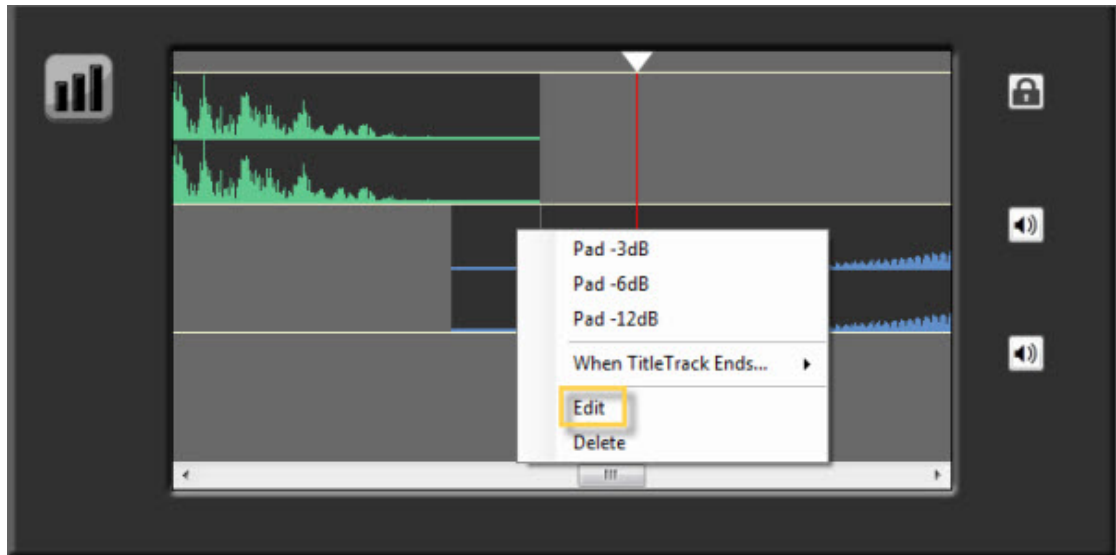 Pad -3dB
Pad -6dB
Pad -12dB
When TitleTrack Ends...
Edit
Delete